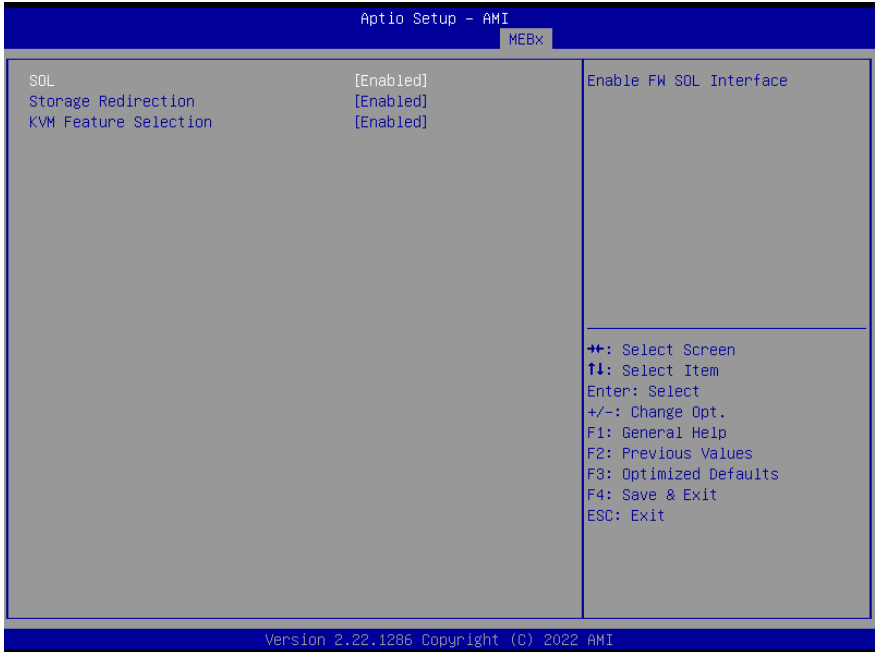 Aptio Setup – AMI
MEBx
SOL [Enabled]
Storage Redirection [Enabled]
KVM Feature Selection [Enabled]
Enable FW SOL Interface
→←: Select Screen
↑↓: Select Item
Enter: Select
+/-: Change Opt.
F1: General Help
F2: Previous Values
F3: Optimized Defaults
F4: Save & Exit
ESC: Exit
Version 2.22.1286 Copyright (C) 2022 AMI